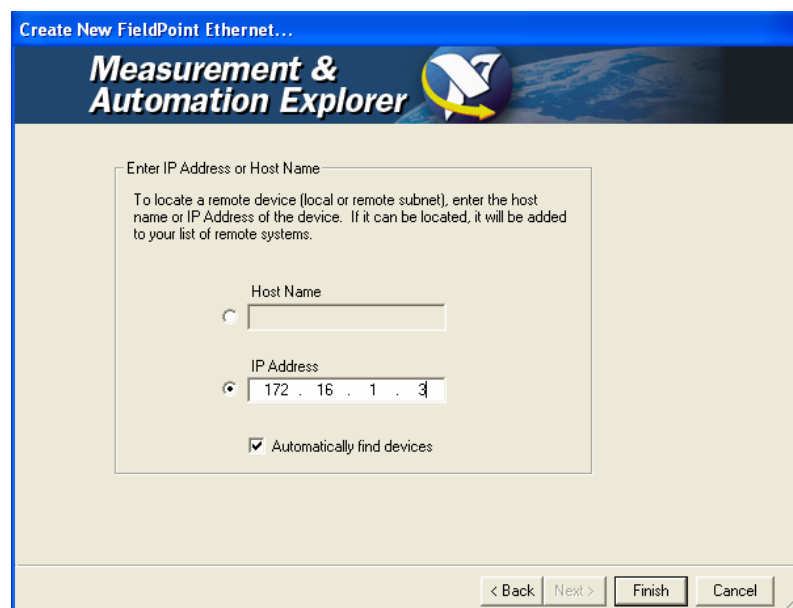 Create New FieldPoint Ethernet...
Measurement &
Automation Explorer
Enter IP Address or Host Name
To locate a remote device (local or remote subnet), enter the host
name or IP Address of the device. If it can be located, it will be added
to your list of remote systems.
Host Name
IP Address
172 . 16 . 1 . 3
Automatically find devices
< Back Next > Finish Cancel